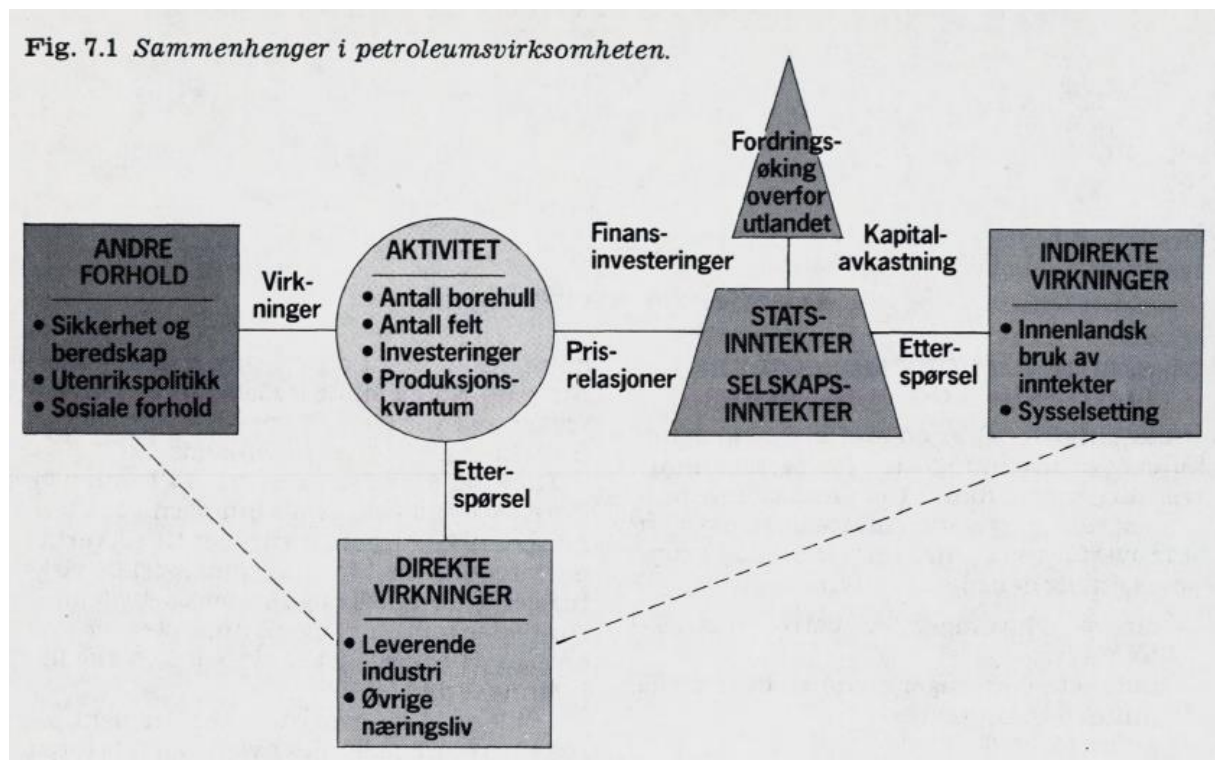 Fig. 7.1 Sammenhenger i petroleumsvirksomheten.
Fordrings-
øking
overfor
utlandet
Finans-
investeringer
Kapital-
avkastning
ANDRE
FORHOLD
• Sikkerhet og
beredskap
• Utenrikspolitikk
• Sosiale forhold
Virk-
ninger
AKTIVITET
• Antall borehull
• Antall felt
• Investeringer
• Produksjons-
kvantum
Pris-
relasjoner
STATS-
INNTEKTER
SELSKAPS-
INNTEKTER
Etter-
spørsel
INDIREKTE
VIRKNINGER
• Innenlandsk
bruk av
inntekter
• Sysselsetting
Etter-
spørsel
DIREKTE
VIRKNINGER
• Leverende
industri
• Øvrige
næringsliv